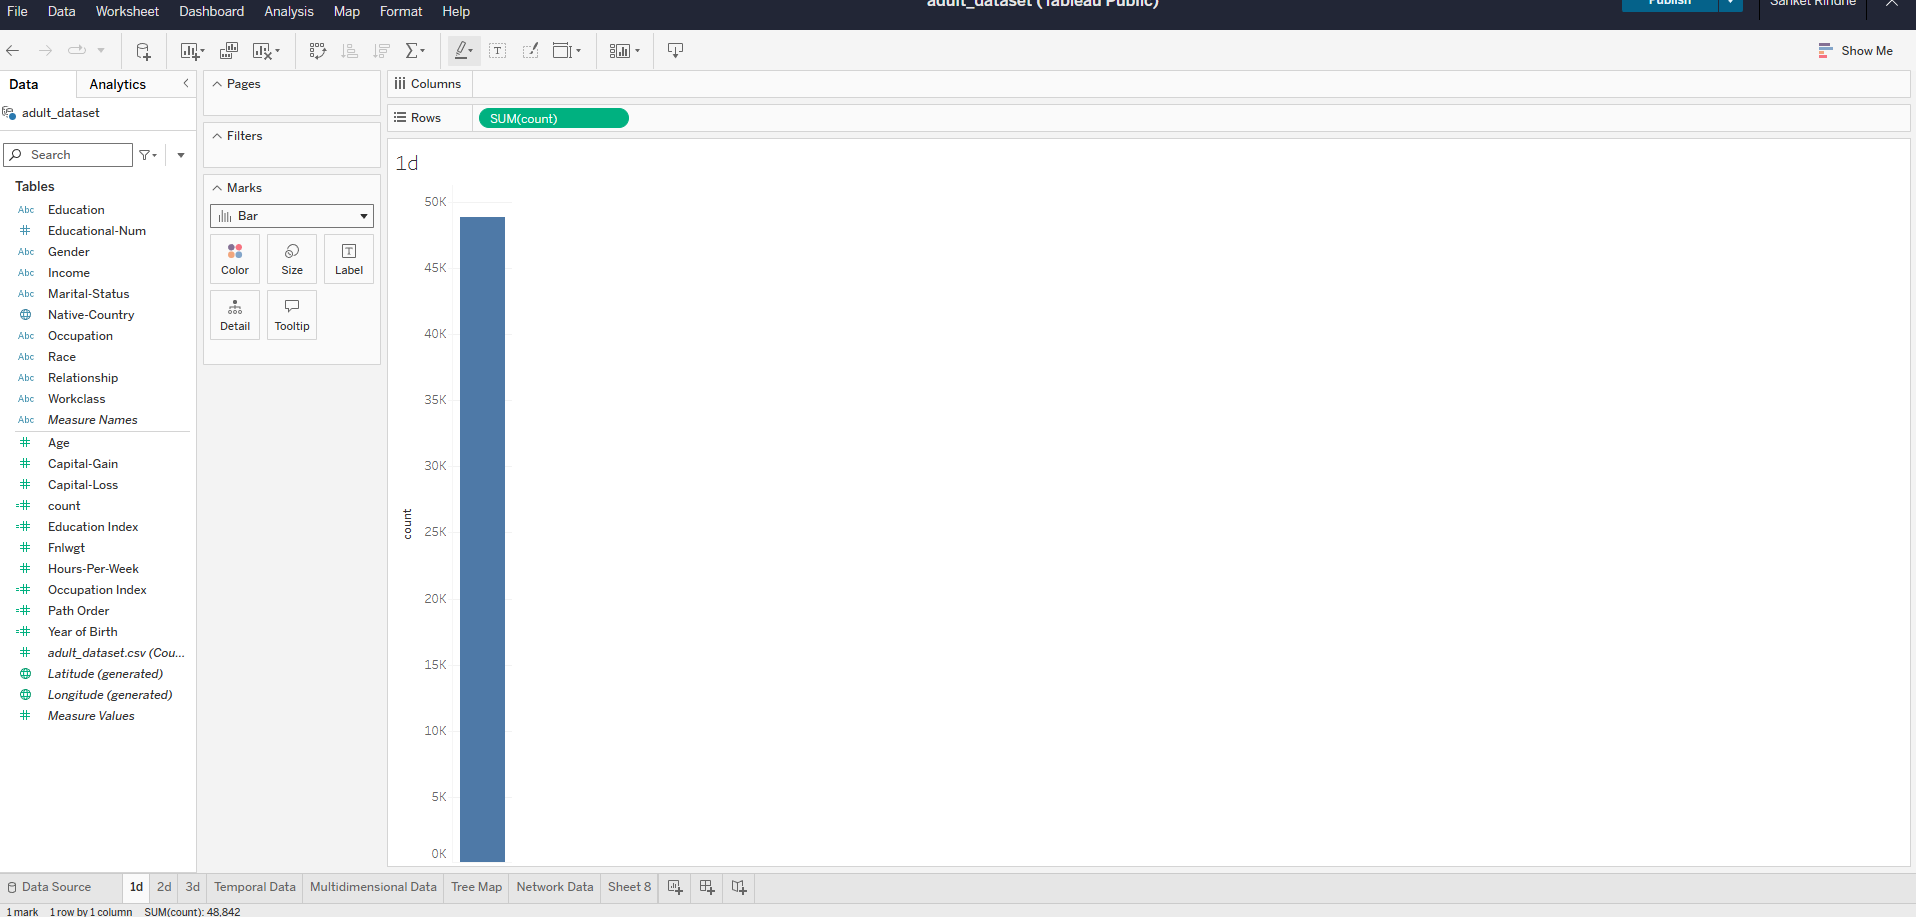 adult_dataset (Tableau Public)
Publish
Sanket Rindhe
File Data Worksheet Dashboard Analysis Map Format Help
Show Me
Data Analytics
adult_dataset
Search
Tables
Abc Education
Educational-Num
Abc Gender
Abc Income
Abc Marital-Status
Native-Country
Abc Occupation
Abc Race
Abc Relationship
Abc Workclass
Abc Measure Names
Age
Capital-Gain
Capital-Loss
count
Education Index
Fnlwgt
Hours-Per-Week
Occupation Index
Path Order
Year of Birth
adult_dataset.csv (Cou...
Latitude (generated)
Longitude (generated)
Measure Values
Pages
Filters
Marks
Bar
Color Size Label
Detail Tooltip
Columns
Rows SUM(count)
1d
50K
45K
40K
35K
30K
25K
20K
15K
10K
5K
0K
count
Data Source 1d 2d 3d Temporal Data Multidimensional Data Tree Map Network Data Sheet 8
1 mark 1 row by 1 column SUM(count): 48,842